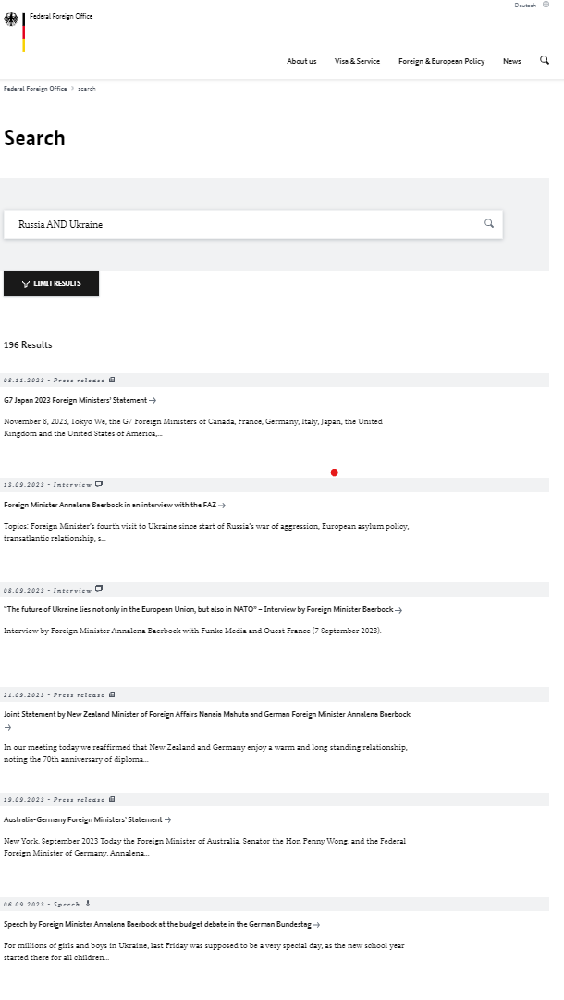 Deutsch
Federal Foreign Office
About us
Visa & Service
Foreign & European Policy
News
Federal Foreign Office > search
Search
Russia AND Ukraine
LIMIT RESULTS
196 Results
08.11.2023 - Press release
G7 Japan 2023 Foreign Ministers' Statement →
November 8, 2023, Tokyo We, the G7 Foreign Ministers of Canada, France, Germany, Italy, Japan, the United
Kingdom and the United States of America,...
13.09.2023 - Interview
Foreign Minister Annalena Baerbock in an interview with the FAZ →
Topics: Foreign Minister's fourth visit to Ukraine since start of Russia's war of aggression, European asylum policy,
transatlantic relationship, s...
08.09.2023 - Interview
"The future of Ukraine lies not only in the European Union, but also in NATO" – Interview by Foreign Minister Baerbock →
Interview by Foreign Minister Annalena Baerbock with Funke Media and Ouest France (7 September 2023).
21.09.2023 - Press release
Joint Statement by New Zealand Minister of Foreign Affairs Nanaia Mahuta and German Foreign Minister Annalena Baerbock
→
In our meeting today we reaffirmed that New Zealand and Germany enjoy a warm and long standing relationship,
noting the 70th anniversary of diploma...
19.09.2023 - Press release
Australia-Germany Foreign Ministers' Statement →
New York, September 2023 Today the Foreign Minister of Australia, Senator the Hon Penny Wong, and the Federal
Foreign Minister of Germany, Annalena...
06.09.2023 - Speech
Speech by Foreign Minister Annalena Baerbock at the budget debate in the German Bundestag →
For millions of girls and boys in Ukraine, last Friday was supposed to be a very special day, as the new school year
started there for all children...